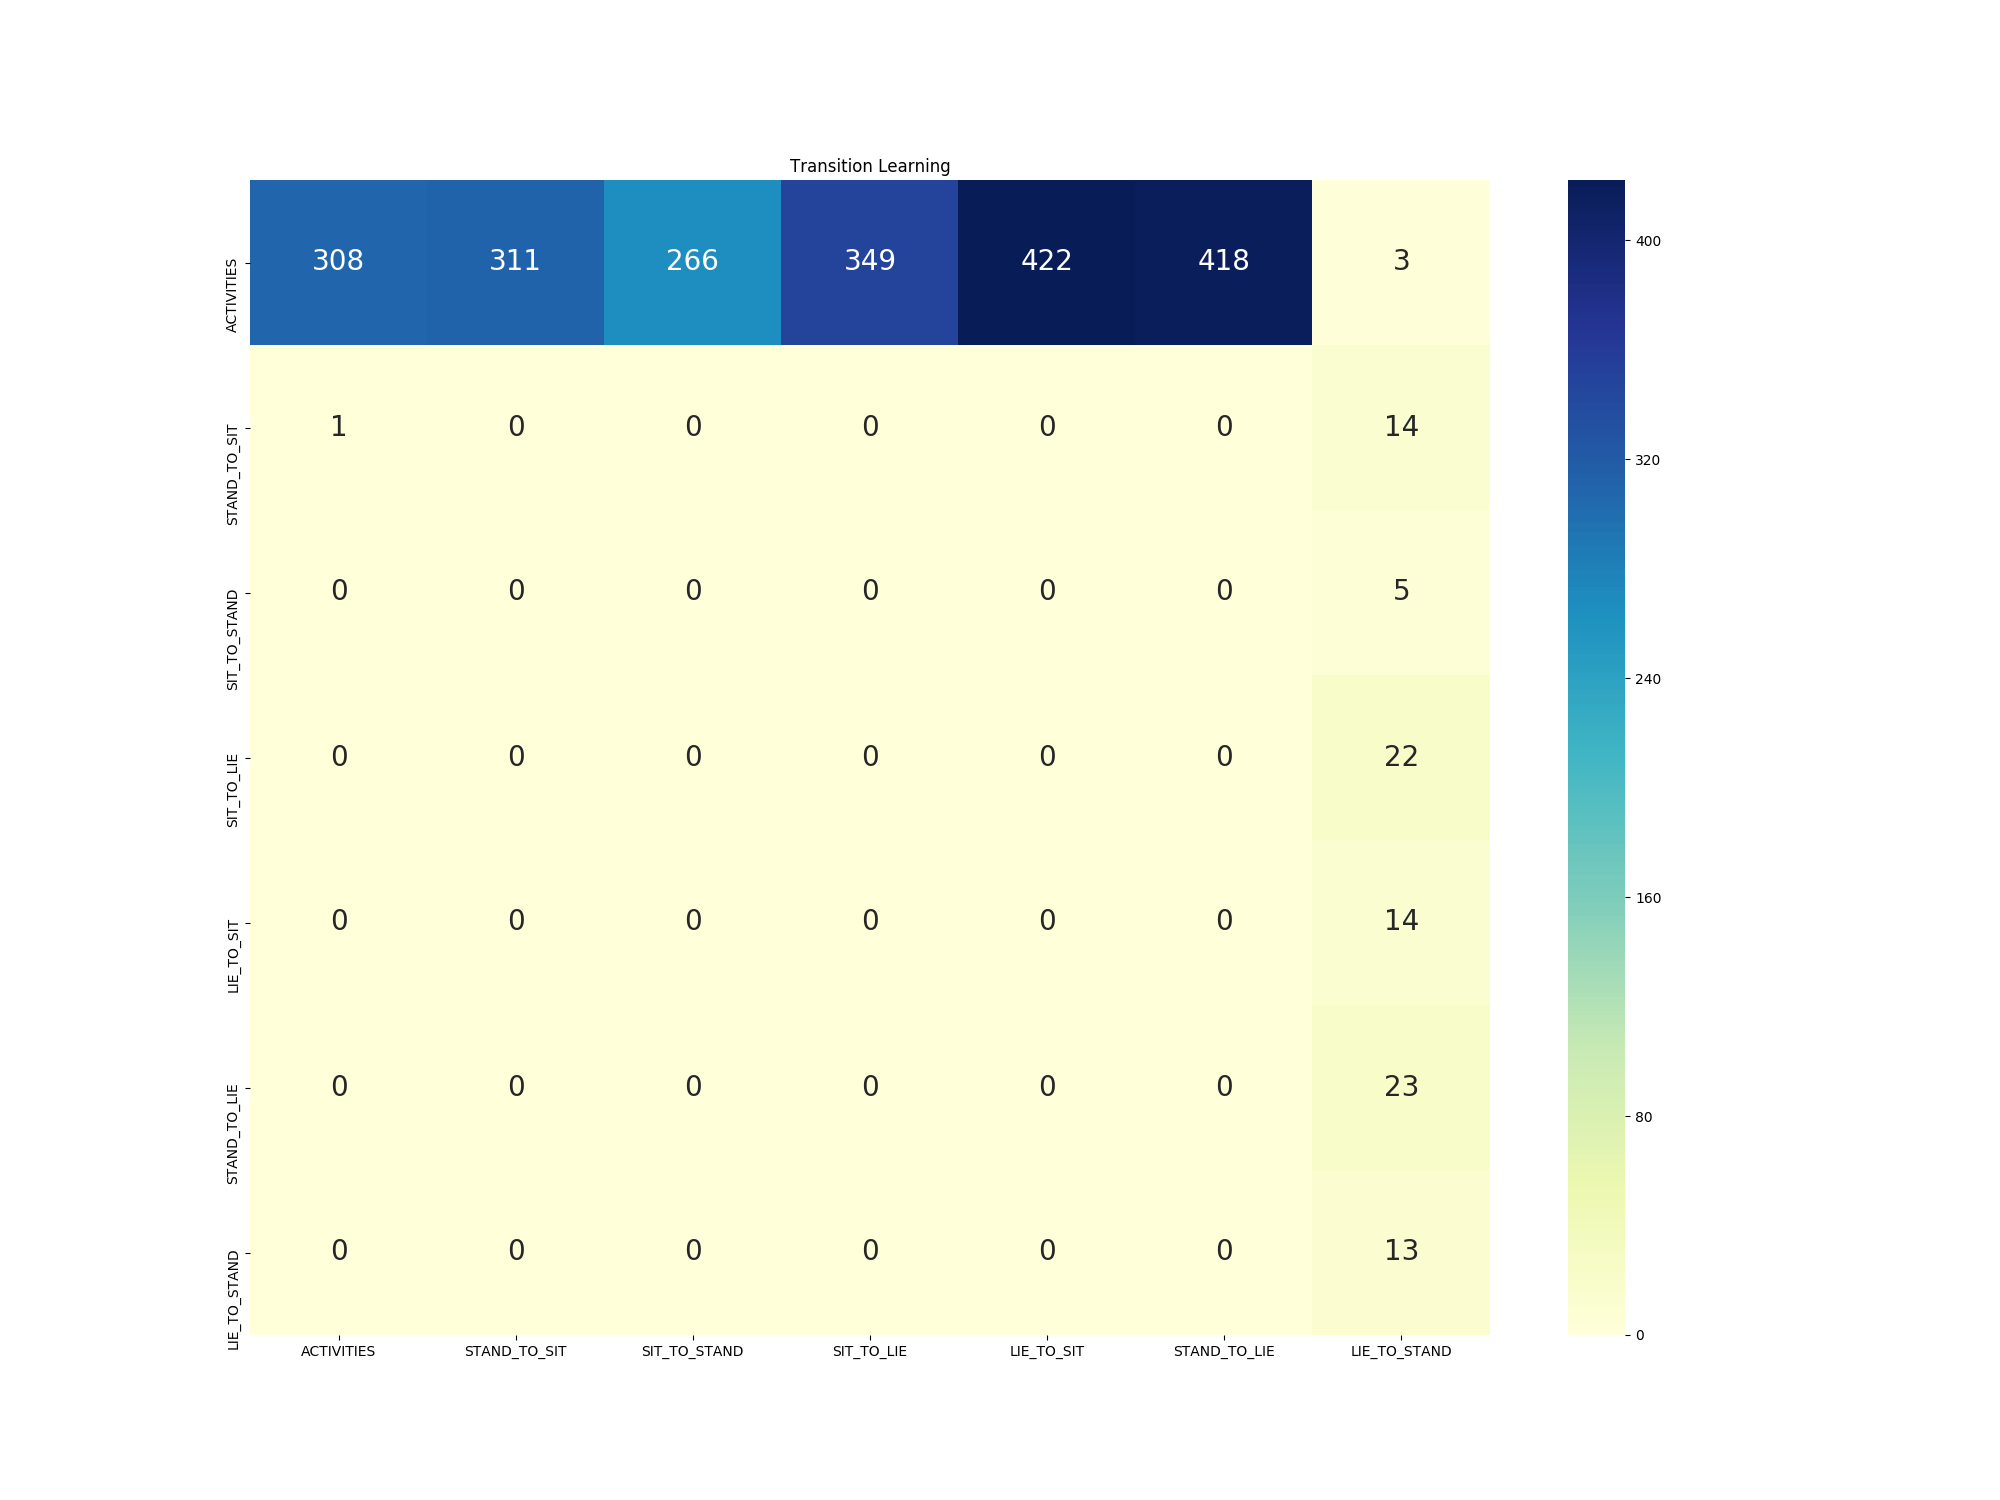 Transition Learning
ACTIVITIES 308 311 266 349 422 418 3
STAND_TO_SIT 1 0 0 0 0 0 14
SIT_TO_STAND 0 0 0 0 0 0 5
SIT_TO_LIE 0 0 0 0 0 0 22
LIE_TO_SIT 0 0 0 0 0 0 14
STAND_TO_LIE 0 0 0 0 0 0 23
LIE_TO_STAND 0 0 0 0 0 0 13
ACTIVITIES STAND_TO_SIT SIT_TO_STAND SIT_TO_LIE LIE_TO_SIT STAND_TO_LIE LIE_TO_STAND
400
320
240
160
80
0